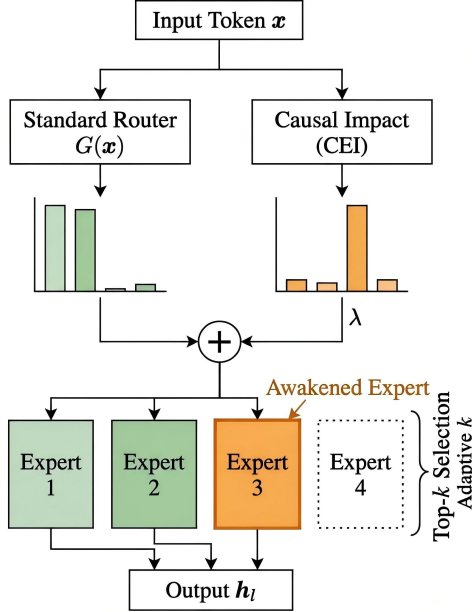 Input Token x
Standard Router
G(x)
Causal Impact
(CEI)
λ
+
Awakened Expert
Expert
1
Expert
2
Expert
3
Expert
4
Top-k Selection
Adaptive k
Output hₗ